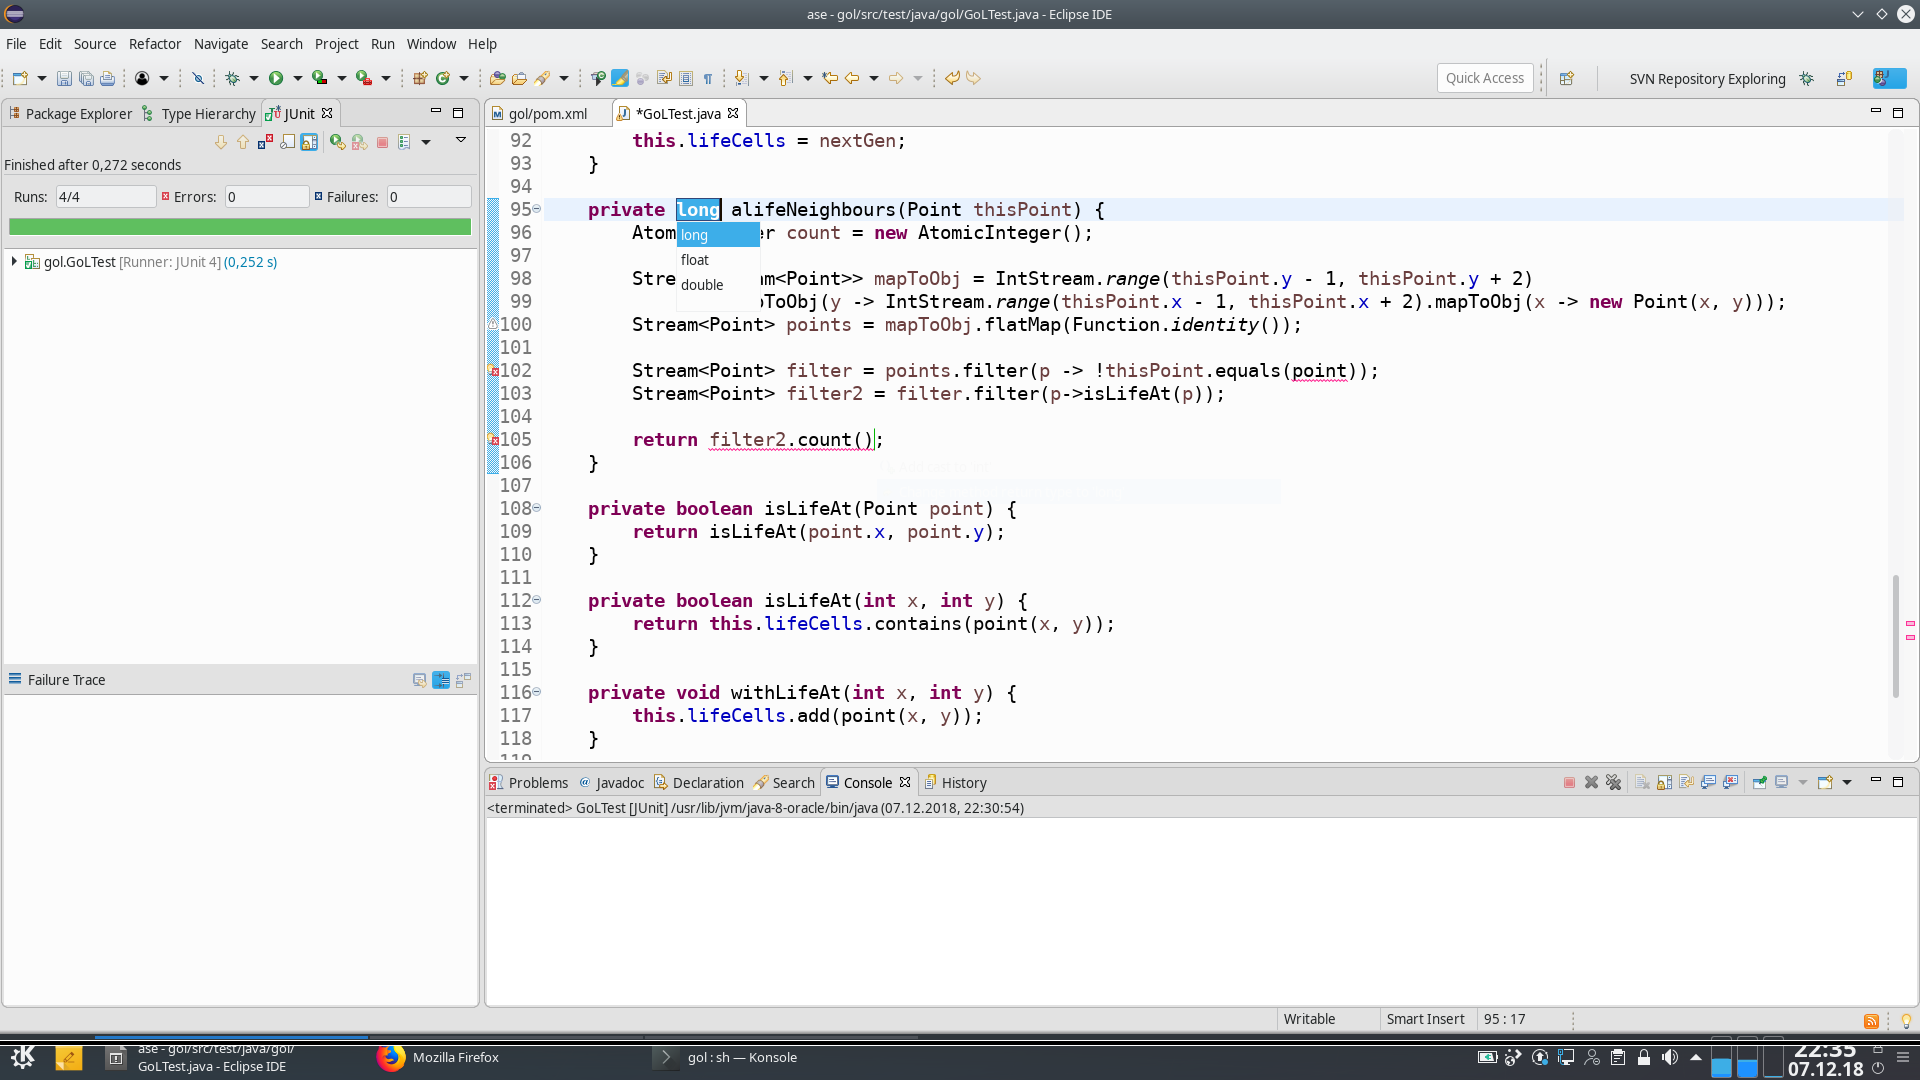 ase - gol/src/test/java/gol/GoLTest.java - Eclipse IDE
File Edit Source Refactor Navigate Search Project Run Window Help
Quick Access
SVN Repository Exploring
Package Explorer Type Hierarchy JUnit
Finished after 0,272 seconds
Runs: 4/4 Errors: 0 Failures: 0
gol.GoLTest [Runner: JUnit 4] (0,252 s)
Failure Trace
gol/pom.xml *GoLTest.java
92 this.lifeCells = nextGen;
93 }
94
95 private long alifeNeighbours(Point thisPoint) {
96 Atom er count = new AtomicInteger();
97
98 Stre m<Point>> mapToObj = IntStream.range(thisPoint.y - 1, thisPoint.y + 2)
99 pToObj(y -> IntStream.range(thisPoint.x - 1, thisPoint.x + 2).mapToObj(x -> new Point(x, y)));
long
float
double
100 Stream<Point> points = mapToObj.flatMap(Function.identity());
101
102 Stream<Point> filter = points.filter(p -> !thisPoint.equals(point));
103 Stream<Point> filter2 = filter.filter(p->isLifeAt(p));
104
105 return filter2.count();
106 }
107
108 private boolean isLifeAt(Point point) {
109 return isLifeAt(point.x, point.y);
110 }
111
112 private boolean isLifeAt(int x, int y) {
113 return this.lifeCells.contains(point(x, y));
114 }
115
116 private void withLifeAt(int x, int y) {
117 this.lifeCells.add(point(x, y));
118 }
Problems Javadoc Declaration Search Console History
<terminated> GoLTest [JUnit] /usr/lib/jvm/java-8-oracle/bin/java (07.12.2018, 22:30:54)
Writable Smart Insert 95 : 17
ase - gol/src/test/java/gol/
GoLTest.java - Eclipse IDE
Mozilla Firefox
gol : sh — Konsole
22:35
07.12.18